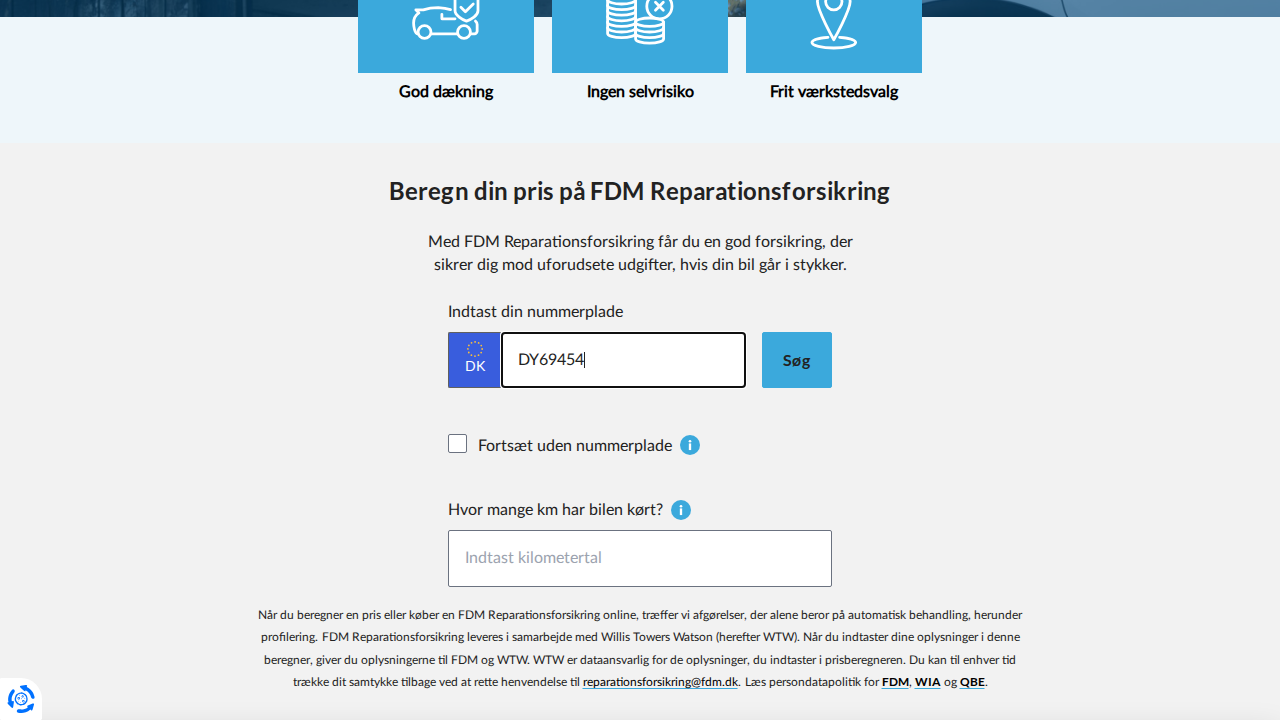 God dækning
Ingen selvrisiko
Frit værkstedsvalg
Beregn din pris på FDM Reparationsforsikring
Med FDM Reparationsforsikring får du en god forsikring, der
sikrer dig mod uforudsete udgifter, hvis din bil går i stykker.
Indtast din nummerplade
DK
DY69454
Søg
Fortsæt uden nummerplade
Hvor mange km har bilen kørt?
Indtast kilometertal
Når du beregner en pris eller køber en FDM Reparationsforsikring online, træffer vi afgørelser, der alene beror på automatisk behandling, herunder
profilering. FDM Reparationsforsikring leveres i samarbejde med Willis Towers Watson (herefter WTW). Når du indtaster dine oplysninger i denne
beregner, giver du oplysningerne til FDM og WTW. WTW er dataansvarlig for de oplysninger, du indtaster i prisberegneren. Du kan til enhver tid
trække dit samtykke tilbage ved at rette henvendelse til reparationsforsikring@fdm.dk. Læs persondatapolitik for FDM, WIA og QBE.